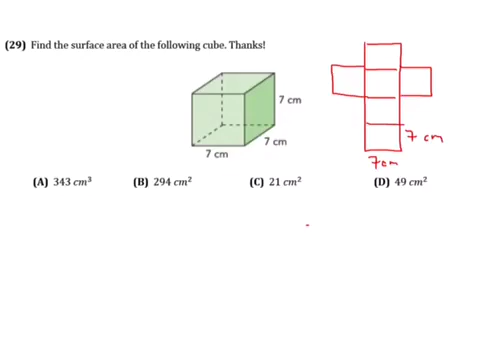 (29) Find the surface area of the following cube. Thanks!
7 cm
7 cm
7 cm
7 cm
7cm
(A) 343 cm³ (B) 294 cm² (C) 21 cm² (D) 49 cm²